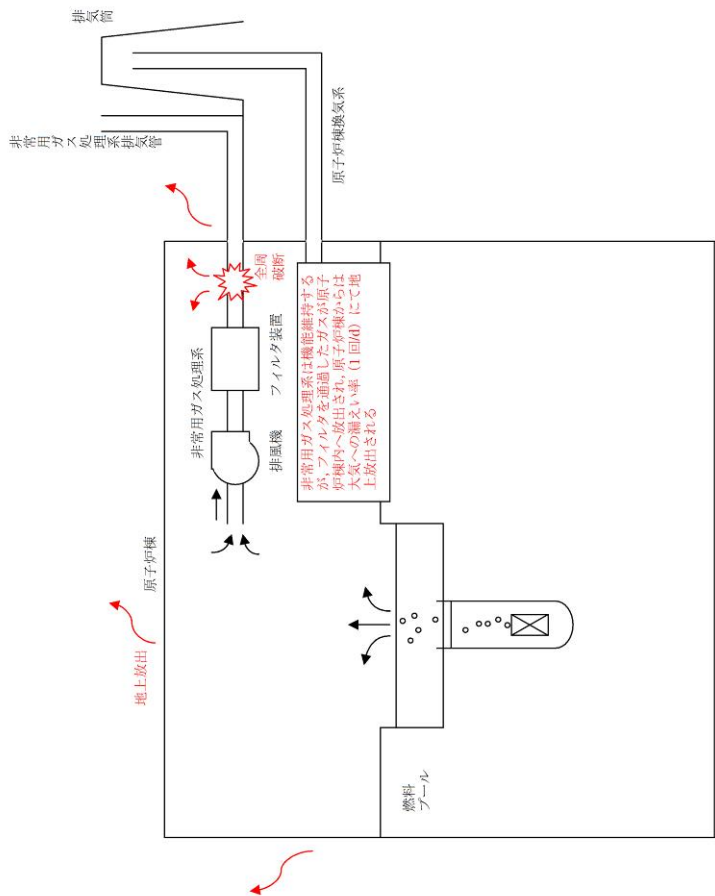 排気筒
非常用ガス処理系排気管
原子炉棟換気系
全周
破断
非常用ガス処理系
フィルタ装置
排風機
非常用ガス処理系は機能維持する
が，フィルタを通過したガスが原子
炉棟内へ放出され，原子炉棟からは
大気への漏えい率（1回/d）にて地
上放出される
原子炉棟
地上放出
燃料
プール